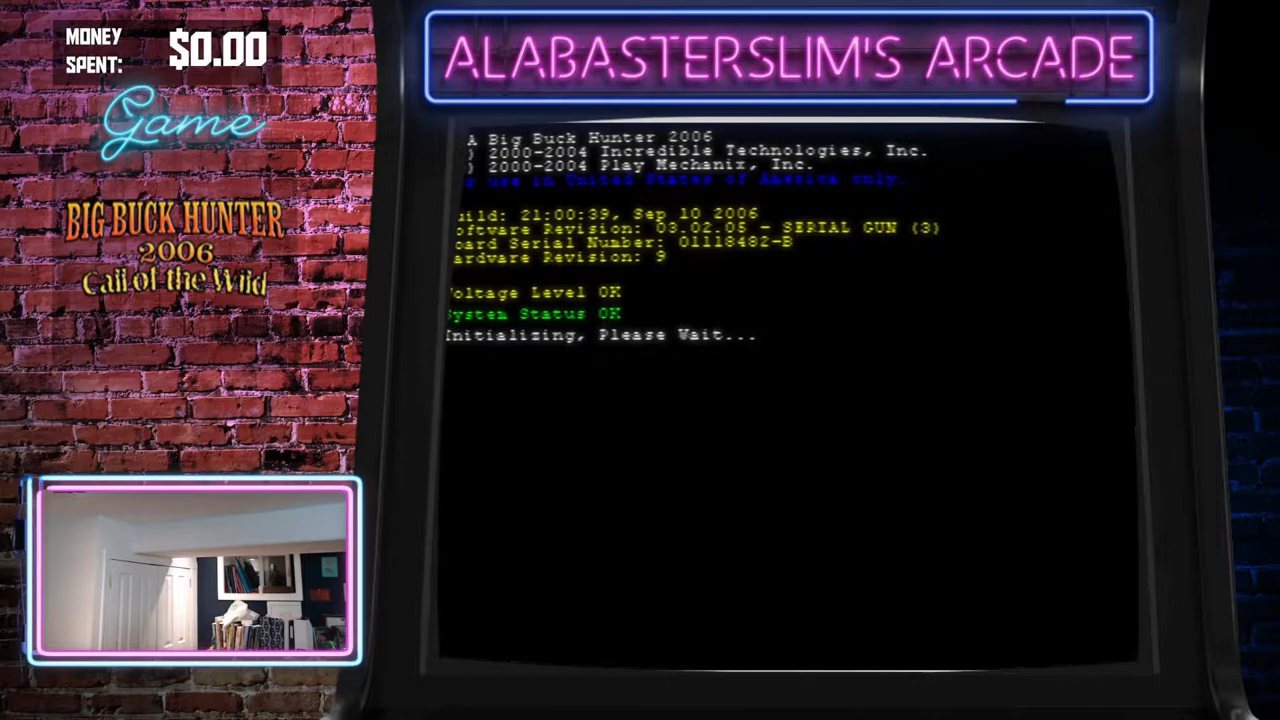 MONEY
SPENT:
$0.00
Game
BIG BUCK HUNTER
2006
Call of the Wild
ALABASTERSLIM'S ARCADE
A Big Buck Hunter 2006
) 2000-2004 Incredible Technologies, Inc.
) 2000-2004 Play Mechanix, Inc.
use in United States of America only.
uild: 21:00:39, Sep 10 2006
oftware Revision: 03.02.05 - SERIAL GUN (3)
oard Serial Number: 01118482-B
ardware Revision: 9
Voltage Level OK
System Status OK
Initializing, Please Wait...